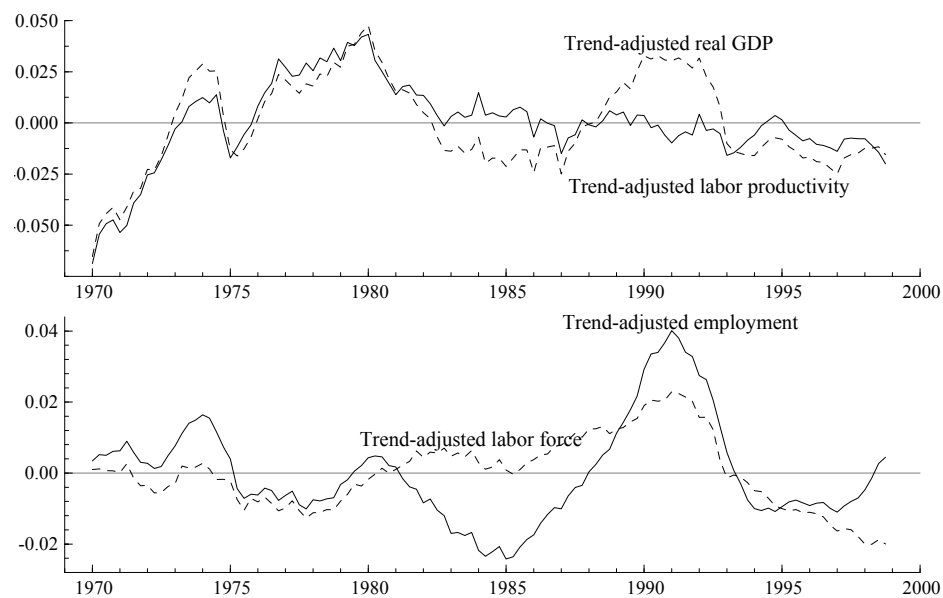 0.050
Trend-adjusted real GDP
0.025
0.000
-0.025
Trend-adjusted labor productivity
0.050
1970 1975 1980 1985 1990 1995 2000
Trend-adjusted employment
0.04
0.02
Trend-adjusted labor force
0.00
-0.02
1970 1975 1980 1985 1990 1995 2000